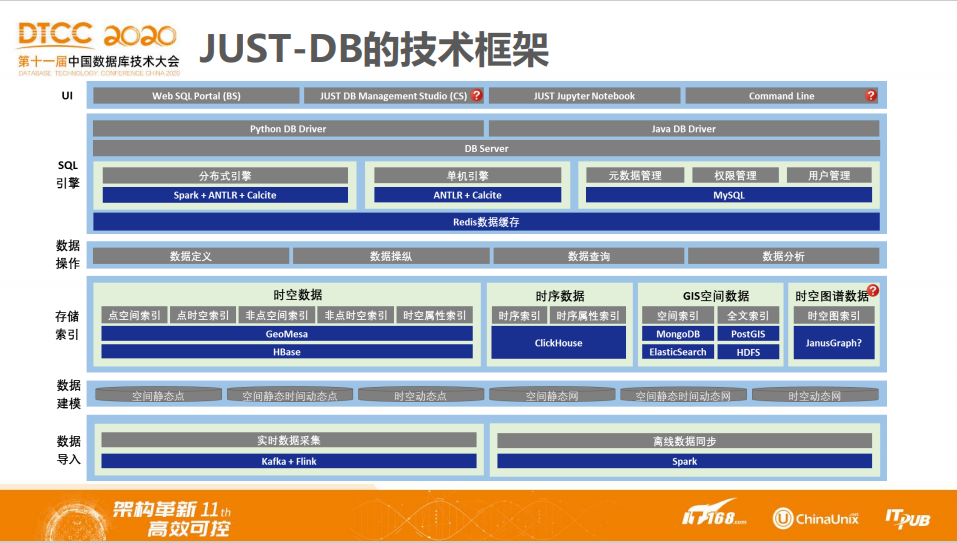 DTCC 2020
第十一届中国数据库技术大会
DATABASE TECHNOLOGY CONFERENCE CHINA 2020
JUST-DB的技术框架
UI
Web SQL Portal (BS)
JUST DB Management Studio (CS) ?
JUST Jupyter Notebook
Command Line ?
SQL
引擎
Python DB Driver
Java DB Driver
DB Server
分布式引擎
Spark + ANTLR + Calcite
单机引擎
ANTLR + Calcite
元数据管理
权限管理
用户管理
MySQL
Redis数据缓存
数据
操作
数据定义
数据操纵
数据查询
数据分析
存储
索引
时空数据
点空间索引
点时空索引
非点空间索引
非点时空索引
时空属性索引
GeoMesa
HBase
时序数据
时序索引
时序属性索引
ClickHouse
GIS空间数据
空间索引
全文索引
MongoDB
PostGIS
ElasticSearch
HDFS
时空图谱数据 ?
时空图索引
JanusGraph?
数据
建模
空间静态点
空间静态时间动态点
时空动态点
空间静态网
空间静态时间动态网
时空动态网
数据
导入
实时数据采集
Kafka + Flink
离线数据同步
Spark
架构革新 11th
高效可控
IT168.com
ChinaUnix.net
ITPUB